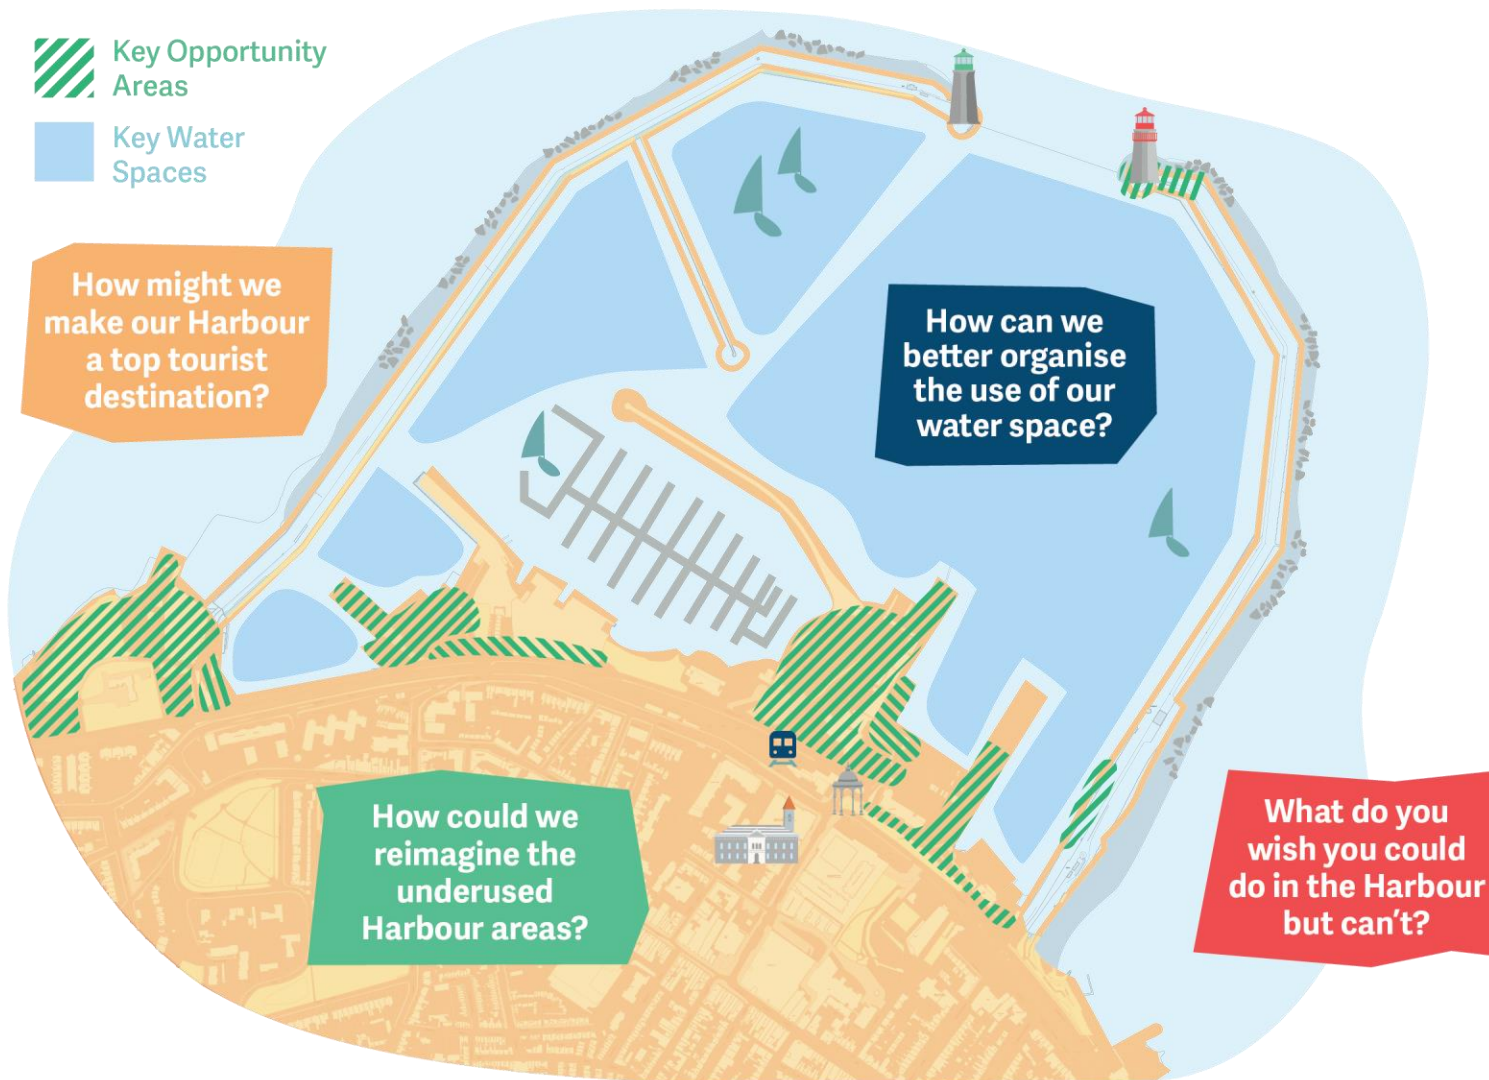 Key Opportunity
Areas
Key Water
Spaces
How might we
make our Harbour
a top tourist
destination?
How can we
better organise
the use of our
water space?
How could we
reimagine the
underused
Harbour areas?
What do you
wish you could
do in the Harbour
but can't?